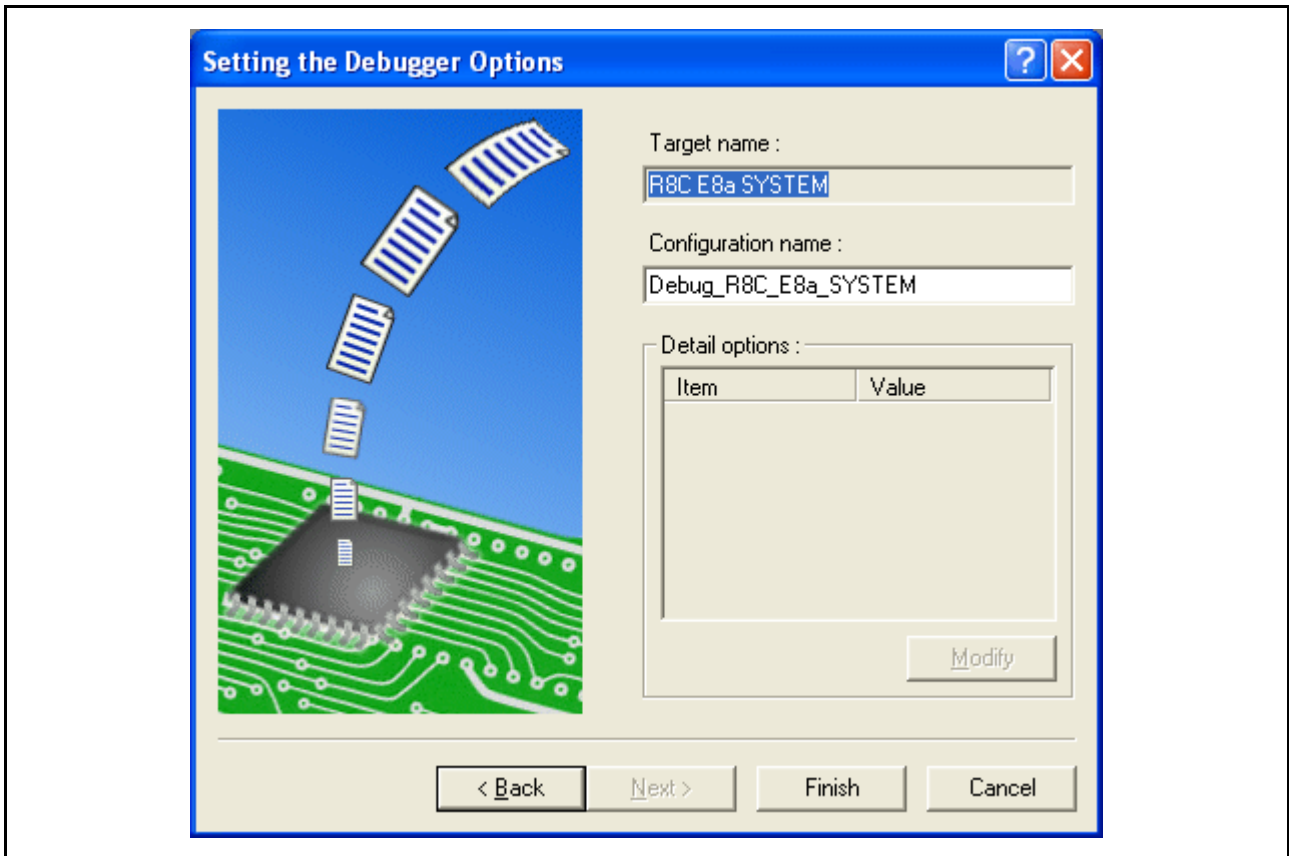 Setting the Debugger Options
Target name :
R8C E8a SYSTEM
Configuration name :
Debug_R8C_E8a_SYSTEM
Detail options :
Item Value
Modify
< Back Next > Finish Cancel